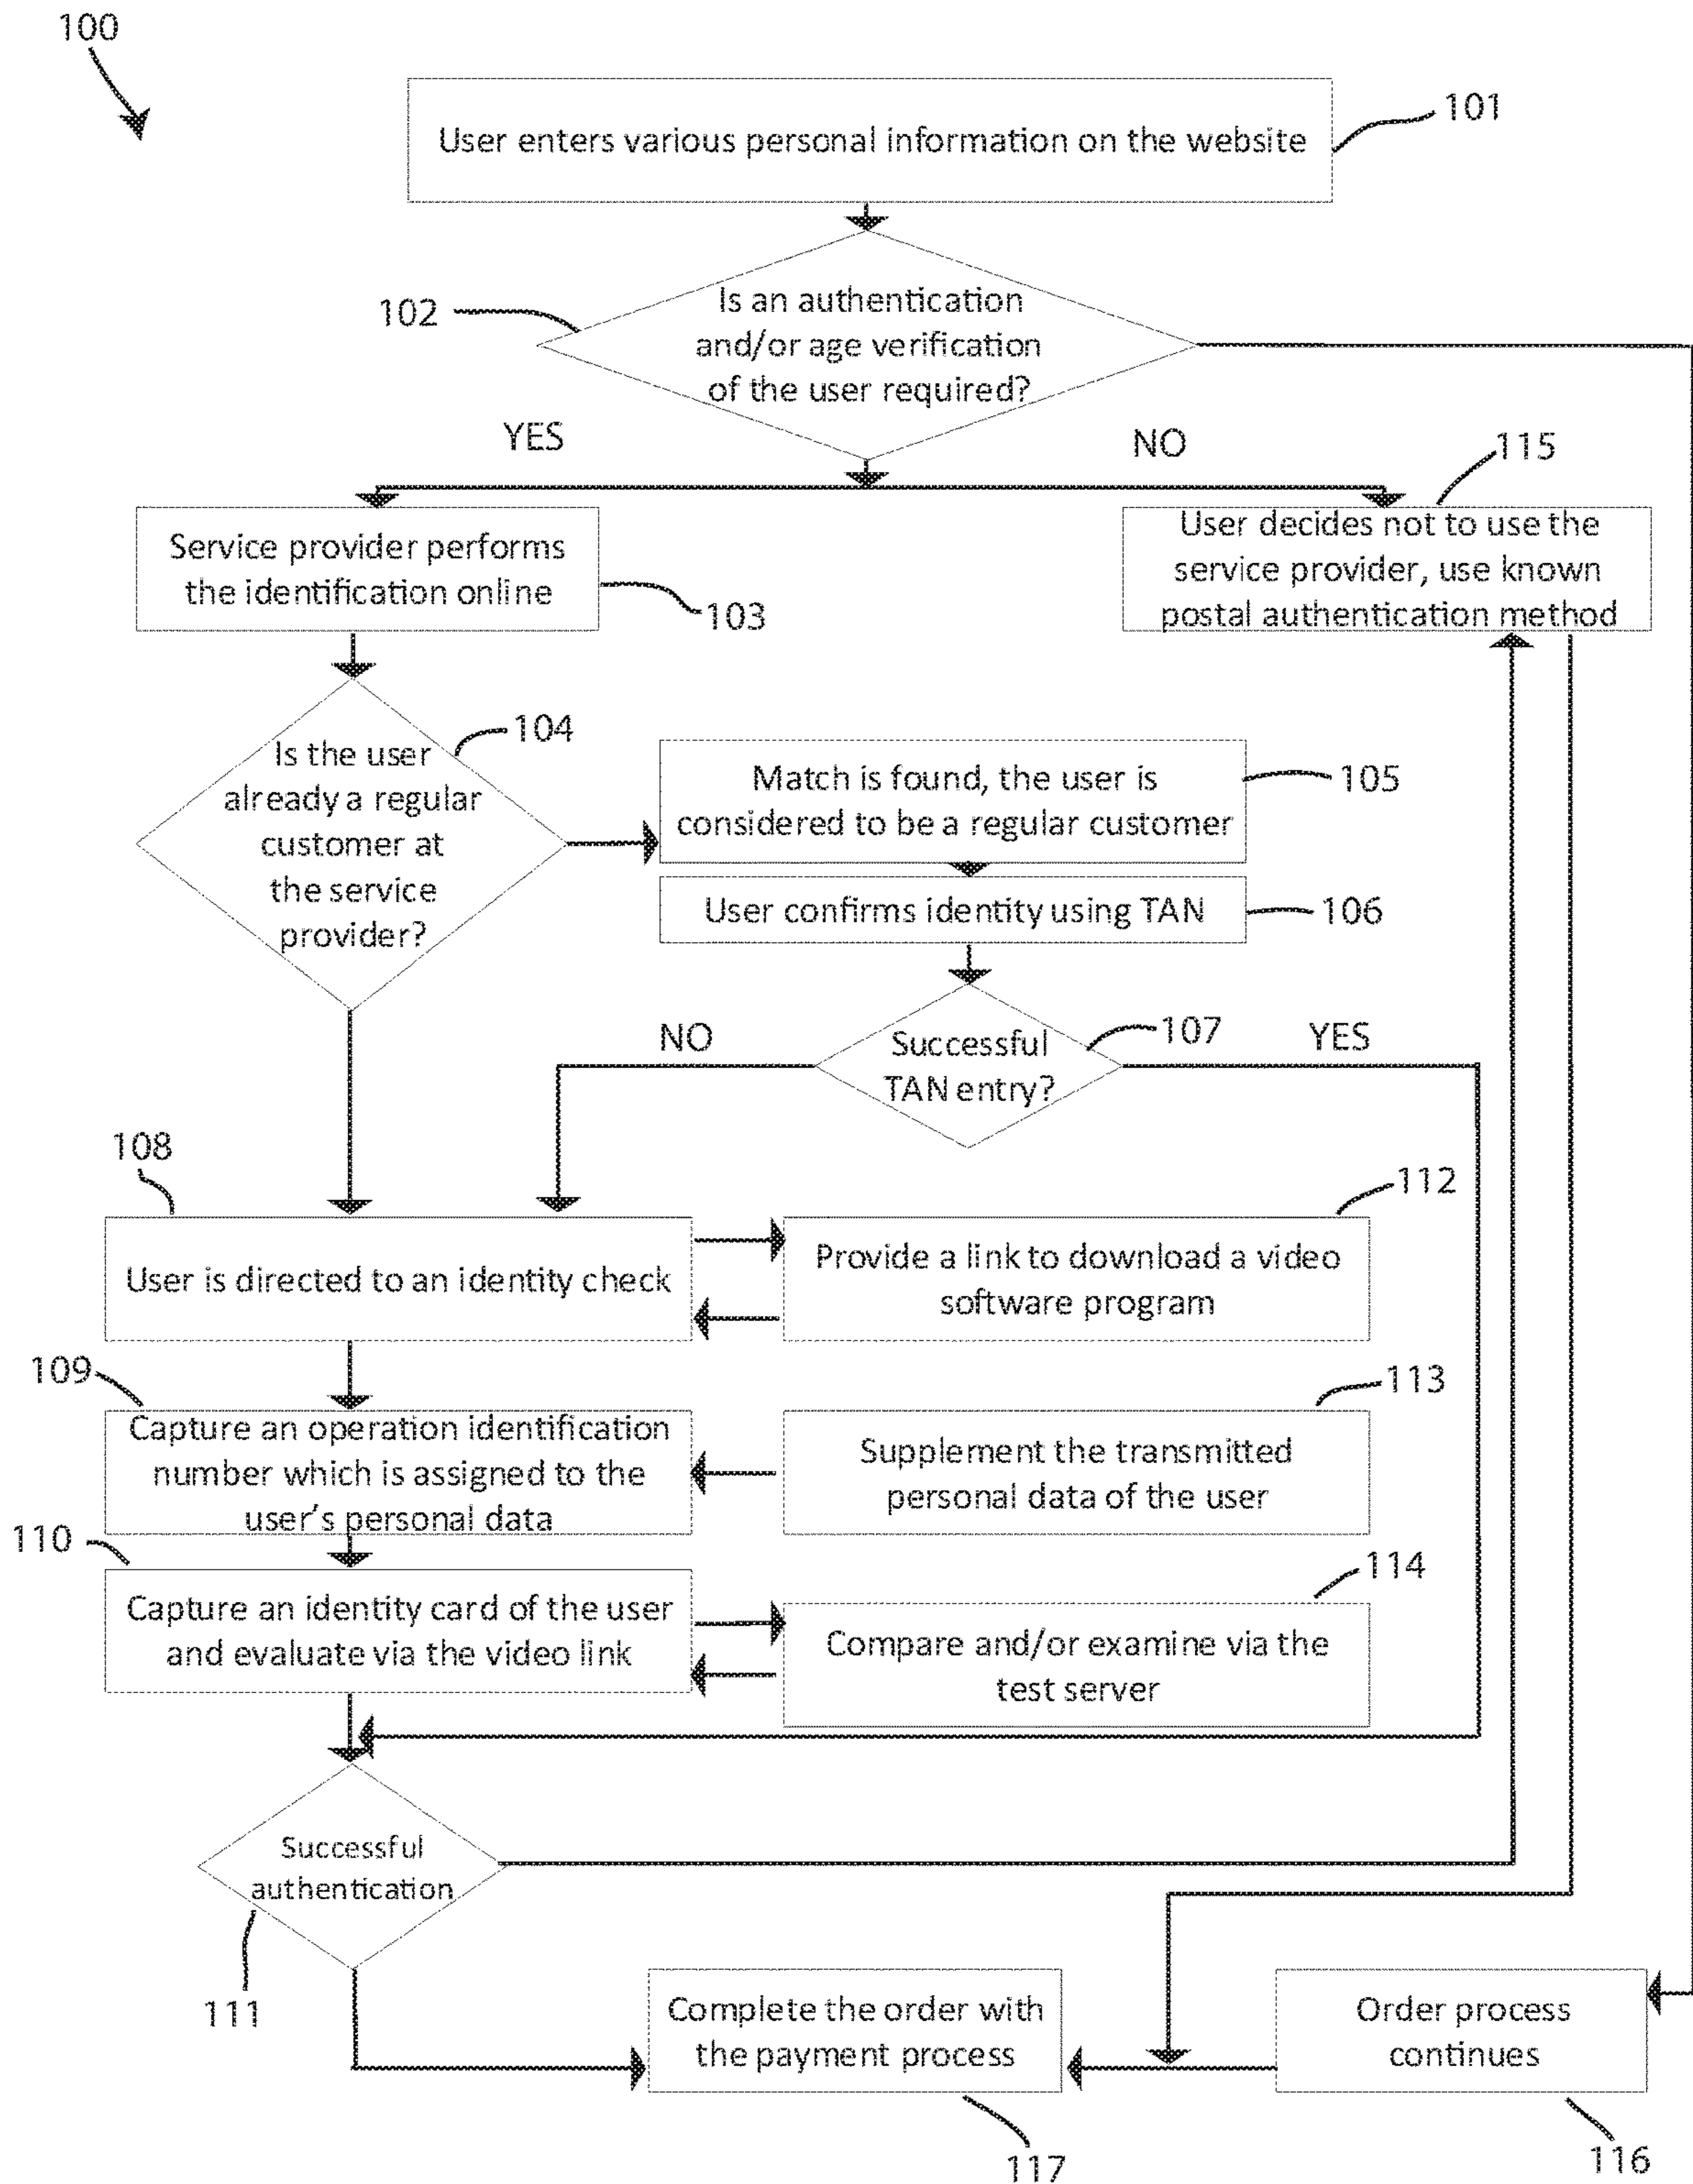 100
User enters various personal information on the website
101
102
Is an authentication
and/or age verification
of the user required?
YES
NO
115
Service provider performs
the identification online
103
User decides not to use the
service provider, use known
postal authentication method
104
Is the user
already a regular
customer at
the service
provider?
Match is found, the user is
considered to be a regular customer
105
User confirms identity using TAN
106
NO
107
YES
Successful
TAN entry?
108
112
User is directed to an identity check
Provide a link to download a video
software program
109
113
Capture an operation identification
number which is assigned to the
user's personal data
Supplement the transmitted
personal data of the user
110
114
Capture an identity card of the user
and evaluate via the video link
Compare and/or examine via the
test server
Successful
authentication
111
Complete the order with
the payment process
Order process
continues
117
116